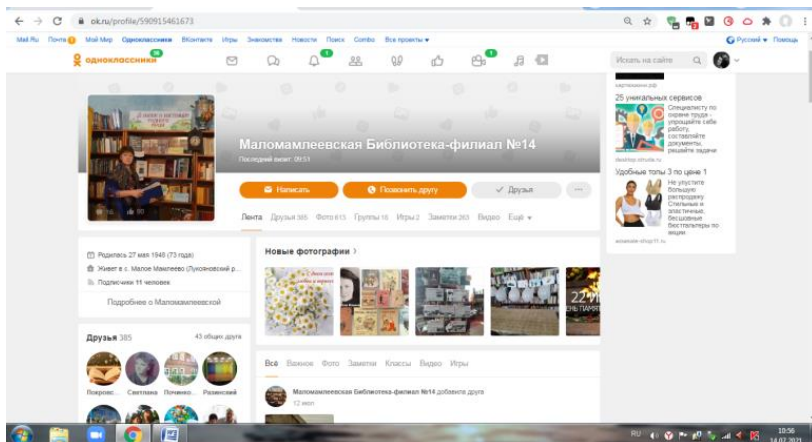 ok.ru/profile/590915461673
Mail.Ru Почта Мой Мир Одноклассники ВКонтакте Игры Знакомства Новости Поиск Combo Все проекты
Русский Помощь
одноклассники
Искать на сайте
25 уникальных сервисов
Специалисту по
охране труда -
упрощайте себе
работу,
составляйте
документы,
решайте задачи
Маломамлеевская Библиотека-филиал №14
Последний визит: 09:53
Удобные топы 3 по цене 1
Не упустите
большую
распродажу
Стильные и
эластичные,
бесшовные
бюстгальтеры по
акции.
Написать
Позвонить другу
Друзья
Лента Друзья 385 Фото 613 Группы 16 Игры 2 Заметки 263 Видео Ещё
Родилась 27 мая 1948 (73 года)
Живет в с. Малое Мамлеево (Лукояновский р...
Подписчики 11 человек
Подробнее о Маломамлеевской
Новые фотографии
Друзья 385
43 общих друга
Покровс... Светлана Починко... Разинский
Всё Важное Фото Заметки Классы Видео Игры
Маломамлеевская Библиотека-филиал №14 добавила друга
12 июл
RU
10:56
14.07.2021